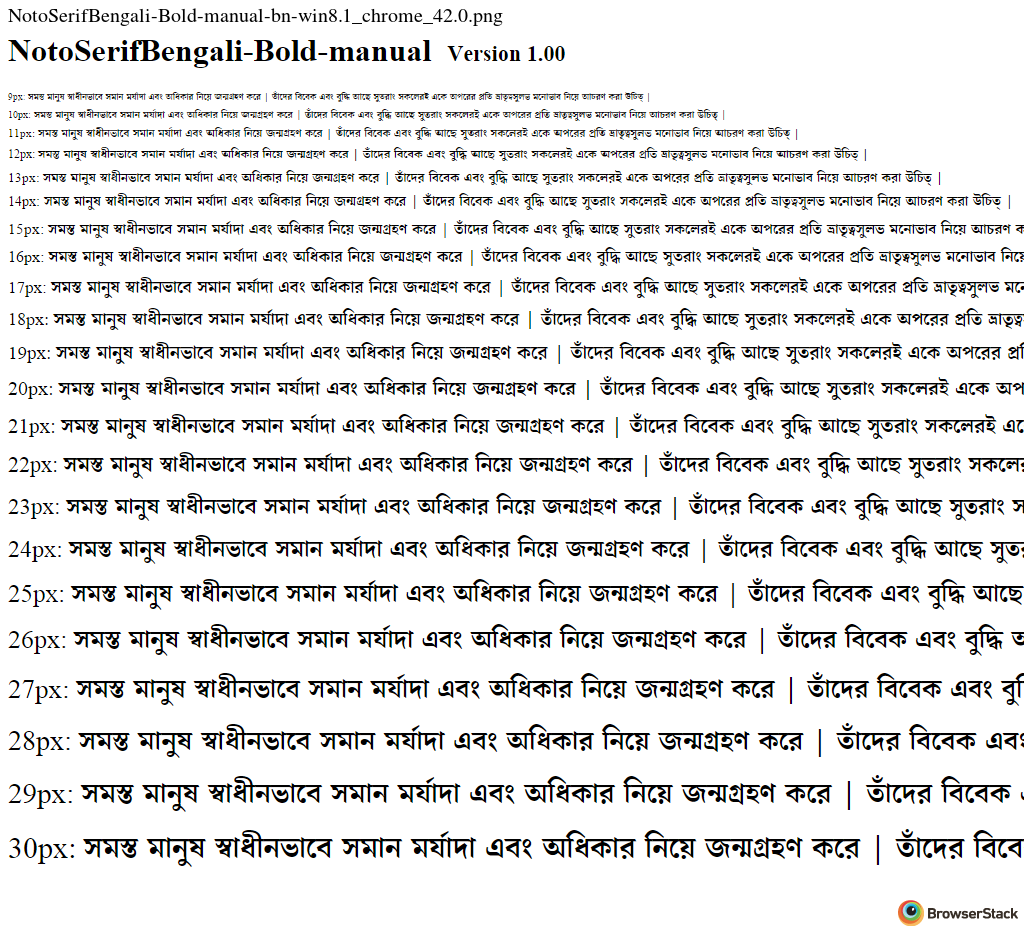 NotoSerifBengali-Bold-manual-bn-win8.1_chrome_42.0.png
NotoSerifBengali-Bold-manual Version 1.00
9px: সমস্ত মানুষ স্বাধীনভাবে সমান মর্যাদা এবং অধিকার নিয়ে জন্মগ্রহণ করে | তাঁদের বিবেক এবং বুদ্ধি আছে সুতরাং সকলেরই একে অপরের প্রতি ভ্রাতৃত্বসুলভ মনোভাব নিয়ে আচরণ করা উচিত্ |
10px: সমস্ত মানুষ স্বাধীনভাবে সমান মর্যাদা এবং অধিকার নিয়ে জন্মগ্রহণ করে | তাঁদের বিবেক এবং বুদ্ধি আছে সুতরাং সকলেরই একে অপরের প্রতি ভ্রাতৃত্বসুলভ মনোভাব নিয়ে আচরণ করা উচিত্ |
11px: সমস্ত মানুষ স্বাধীনভাবে সমান মর্যাদা এবং অধিকার নিয়ে জন্মগ্রহণ করে | তাঁদের বিবেক এবং বুদ্ধি আছে সুতরাং সকলেরই একে অপরের প্রতি ভ্রাতৃত্বসুলভ মনোভাব নিয়ে আচরণ করা উচিত্ |
12px: সমস্ত মানুষ স্বাধীনভাবে সমান মর্যাদা এবং অধিকার নিয়ে জন্মগ্রহণ করে | তাঁদের বিবেক এবং বুদ্ধি আছে সুতরাং সকলেরই একে অপরের প্রতি ভ্রাতৃত্বসুলভ মনোভাব নিয়ে আচরণ করা উচিত্ |
13px: সমস্ত মানুষ স্বাধীনভাবে সমান মর্যাদা এবং অধিকার নিয়ে জন্মগ্রহণ করে | তাঁদের বিবেক এবং বুদ্ধি আছে সুতরাং সকলেরই একে অপরের প্রতি ভ্রাতৃত্বসুলভ মনোভাব নিয়ে আচরণ করা উচিত্ |
14px: সমস্ত মানুষ স্বাধীনভাবে সমান মর্যাদা এবং অধিকার নিয়ে জন্মগ্রহণ করে | তাঁদের বিবেক এবং বুদ্ধি আছে সুতরাং সকলেরই একে অপরের প্রতি ভ্রাতৃত্বসুলভ মনোভাব নিয়ে আচরণ করা উচিত্ |
15px: সমস্ত মানুষ স্বাধীনভাবে সমান মর্যাদা এবং অধিকার নিয়ে জন্মগ্রহণ করে | তাঁদের বিবেক এবং বুদ্ধি আছে সুতরাং সকলেরই একে অপরের প্রতি ভ্রাতৃত্বসুলভ মনোভাব নিয়ে আচরণ
16px: সমস্ত মানুষ স্বাধীনভাবে সমান মর্যাদা এবং অধিকার নিয়ে জন্মগ্রহণ করে | তাঁদের বিবেক এবং বুদ্ধি আছে সুতরাং সকলেরই একে অপরের প্রতি ভ্রাতৃত্বসুলভ মনোভাব নিয়ে
17px: সমস্ত মানুষ স্বাধীনভাবে সমান মর্যাদা এবং অধিকার নিয়ে জন্মগ্রহণ করে | তাঁদের বিবেক এবং বুদ্ধি আছে সুতরাং সকলেরই একে অপরের প্রতি ভ্রাতৃত্বসুলভ
18px: সমস্ত মানুষ স্বাধীনভাবে সমান মর্যাদা এবং অধিকার নিয়ে জন্মগ্রহণ করে | তাঁদের বিবেক এবং বুদ্ধি আছে সুতরাং সকলেরই একে অপরের প্রতি
19px: সমস্ত মানুষ স্বাধীনভাবে সমান মর্যাদা এবং অধিকার নিয়ে জন্মগ্রহণ করে | তাঁদের বিবেক এবং বুদ্ধি আছে সুতরাং সকলেরই একে অপরের
20px: সমস্ত মানুষ স্বাধীনভাবে সমান মর্যাদা এবং অধিকার নিয়ে জন্মগ্রহণ করে | তাঁদের বিবেক এবং বুদ্ধি আছে সুতরাং সকলেরই একে
21px: সমস্ত মানুষ স্বাধীনভাবে সমান মর্যাদা এবং অধিকার নিয়ে জন্মগ্রহণ করে | তাঁদের বিবেক এবং বুদ্ধি আছে সুতরাং সকলেরই
22px: সমস্ত মানুষ স্বাধীনভাবে সমান মর্যাদা এবং অধিকার নিয়ে জন্মগ্রহণ করে | তাঁদের বিবেক এবং বুদ্ধি আছে সুতরাং
23px: সমস্ত মানুষ স্বাধীনভাবে সমান মর্যাদা এবং অধিকার নিয়ে জন্মগ্রহণ করে | তাঁদের বিবেক এবং বুদ্ধি আছে সুতরাং
24px: সমস্ত মানুষ স্বাধীনভাবে সমান মর্যাদা এবং অধিকার নিয়ে জন্মগ্রহণ করে | তাঁদের বিবেক এবং বুদ্ধি আছে
25px: সমস্ত মানুষ স্বাধীনভাবে সমান মর্যাদা এবং অধিকার নিয়ে জন্মগ্রহণ করে | তাঁদের বিবেক এবং বুদ্ধি আছে
26px: সমস্ত মানুষ স্বাধীনভাবে সমান মর্যাদা এবং অধিকার নিয়ে জন্মগ্রহণ করে | তাঁদের বিবেক এবং বুদ্ধি
27px: সমস্ত মানুষ স্বাধীনভাবে সমান মর্যাদা এবং অধিকার নিয়ে জন্মগ্রহণ করে | তাঁদের বিবেক এবং
28px: সমস্ত মানুষ স্বাধীনভাবে সমান মর্যাদা এবং অধিকার নিয়ে জন্মগ্রহণ করে | তাঁদের বিবেক এবং
29px: সমস্ত মানুষ স্বাধীনভাবে সমান মর্যাদা এবং অধিকার নিয়ে জন্মগ্রহণ করে | তাঁদের বিবেক
30px: সমস্ত মানুষ স্বাধীনভাবে সমান মর্যাদা এবং অধিকার নিয়ে জন্মগ্রহণ করে | তাঁদের
BrowserStack